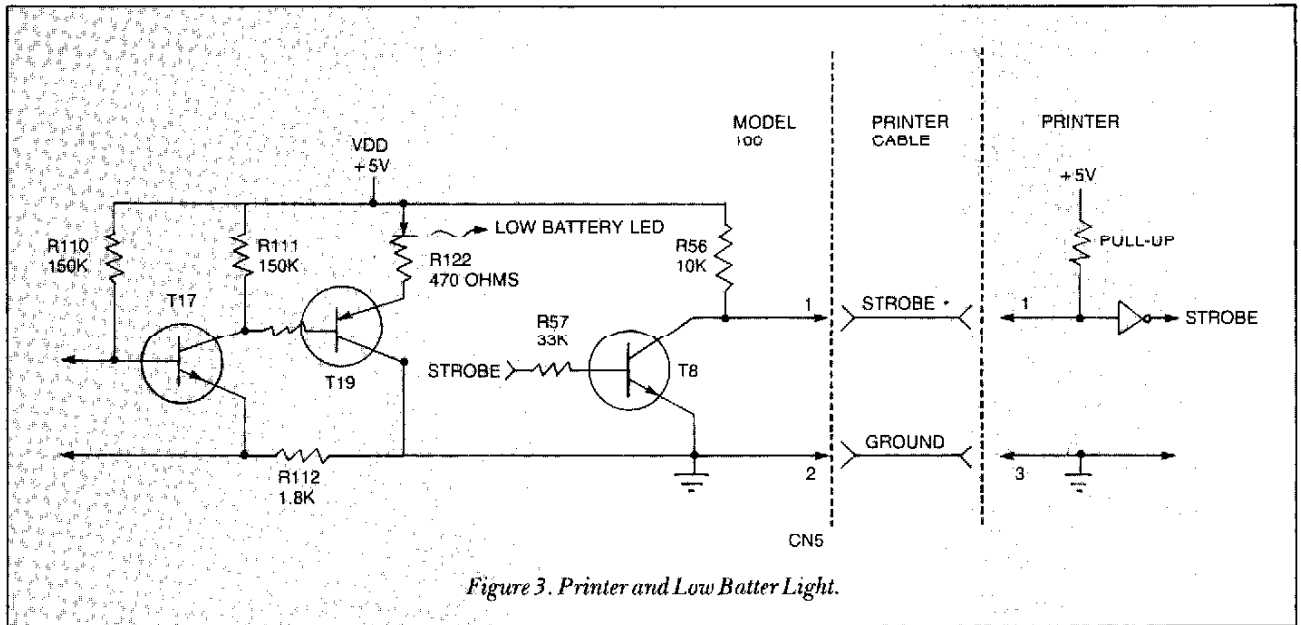 MODEL
100
PRINTER
CABLE
PRINTER
VDD
+5V
+5V
LOW BATTERY LED
R110
150K
R111
150K
R122
470 OHMS
R56
10K
PULL-UP
T17
T19
R57
33K
STROBE
T8
1
STROBE
1
STROBE
GROUND
R112
1.8K
2
3
CN5
Figure 3. Printer and Low Batter Light.